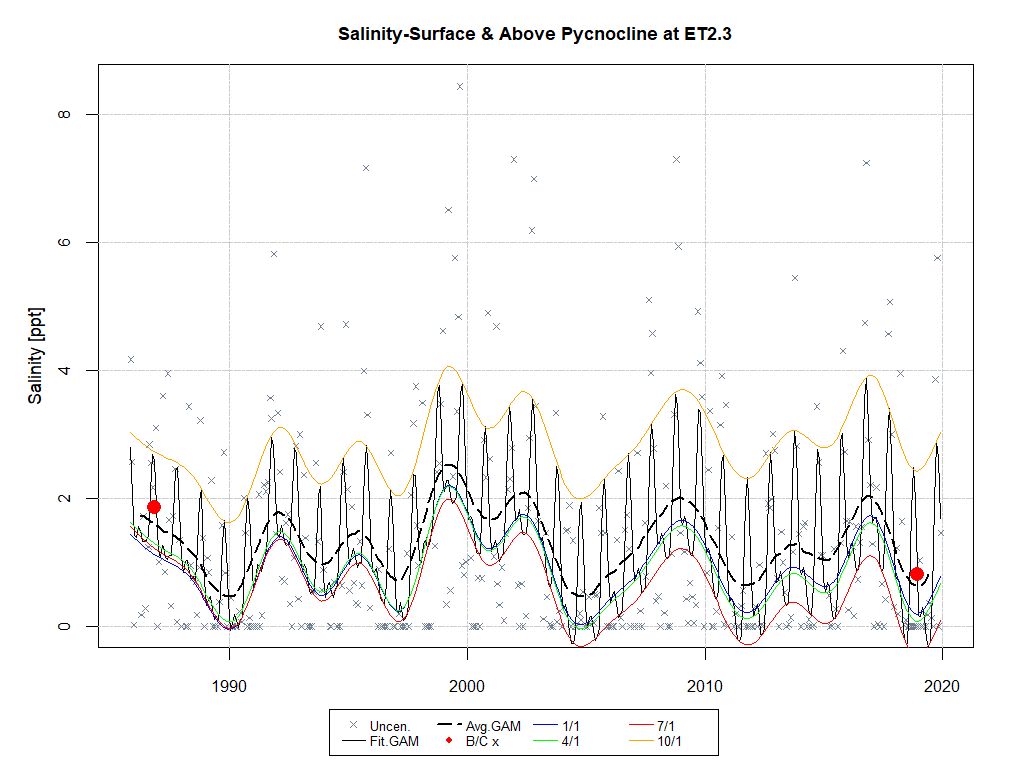 Salinity-Surface & Above Pycnocline at ET2.3
Salinity [ppt]
8
6
4
2
0
1990 2000 2010 2020
Uncen. Avg.GAM 1/1 7/1
Fit.GAM B/C x 4/1 10/1